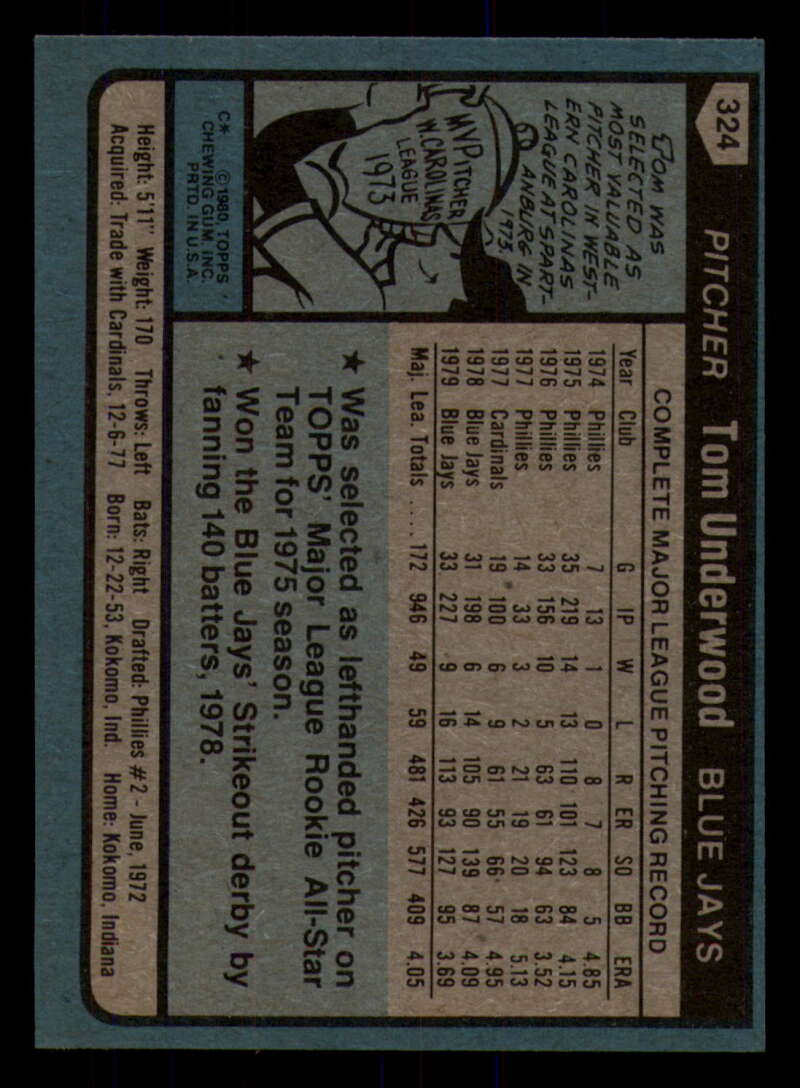 324
PITCHER Tom Underwood BLUE JAYS
TOM WAS
SELECTED AS
MOST VALUABLE
PITCHER IN WEST-
ERN CAROLINAS
LEAGUE AT SPART-
ANBURG IN
1973.
MVPITCHER
W. CAROLINAS
LEAGUE
1973
C* ©1980, TOPPS
CHEWING GUM, INC.
PRTD. IN U.S.A.
COMPLETE MAJOR LEAGUE PITCHING RECORD
Year Club G IP W L R ER SO BB ERA
1974 Phillies 7 13 1 0 8 7 8 5 4.85
1975 Phillies 35 219 14 13 110 101 123 84 4.15
1976 Phillies 33 156 10 5 63 61 94 63 3.52
1977 Phillies 14 33 3 2 21 19 20 18 5.13
1977 Cardinals 19 100 6 9 61 55 66 57 4.95
1978 Blue Jays 31 198 6 14 105 90 139 87 4.09
1979 Blue Jays 33 227 9 16 113 93 127 95 3.69
Maj. Lea. Totals .... 172 946 49 59 481 426 577 409 4.05
★ Was selected as lefthanded pitcher on
TOPPS' Major League Rookie All-Star
Team for 1975 season.
★ Won the Blue Jays' Strikeout derby by
fanning 140 batters, 1978.
Height: 5'11" Weight: 170 Throws: Left Bats: Right Drafted: Phillies #2 - June, 1972
Acquired: Trade with Cardinals, 12-6-77 Born: 12-22-53, Kokomo, Ind. Home: Kokomo, Indiana